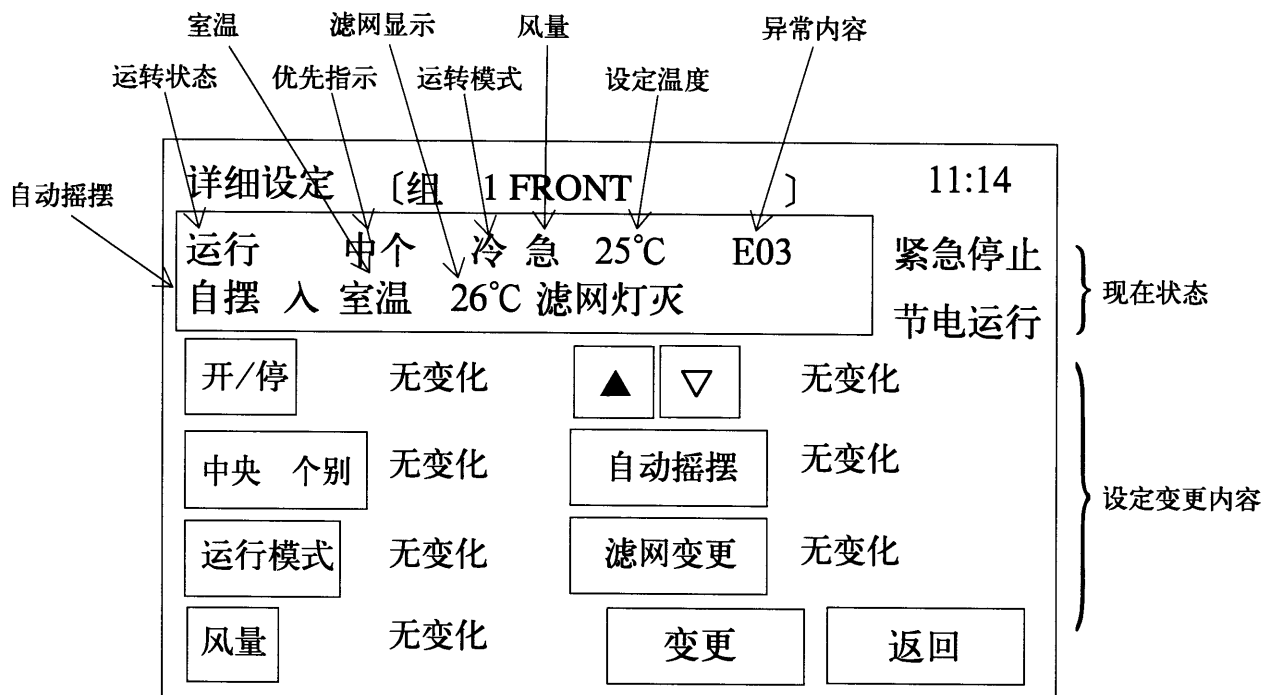 室温 滤网显示 风量 异常内容
运转状态 优先指示 运转模式 设定温度
自动摇摆
详细设定 〔组 1 FRONT 〕 11:14
运行 中个 冷 急 25℃ E03 紧急停止
自摆 入 室温 26℃ 滤网灯灭
现在状态
节电运行
开/停 无变化 ▲ ▽ 无变化
中央 个别 无变化 自动摇摆 无变化
设定变更内容
运行模式 无变化 滤网变更 无变化
风量 无变化 变更 返回